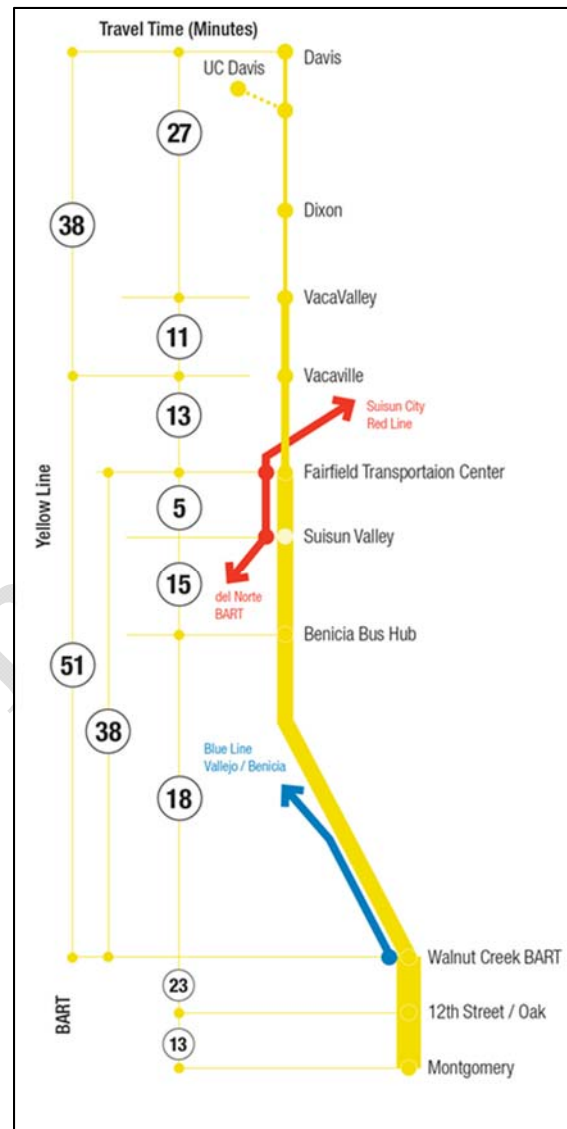 Travel Time (Minutes)
Davis
UC Davis
27
38
Dixon
VacaValley
11
Vacaville
13
Suisun City
Red Line
Fairfield Transportaion Center
5
Suisun Valley
Yellow Line
15
del Norte
BART
Benicia Bus Hub
51
38
Blue Line
Vallejo / Benicia
18
Walnut Creek BART
23
BART
12th Street / Oak
13
Montgomery